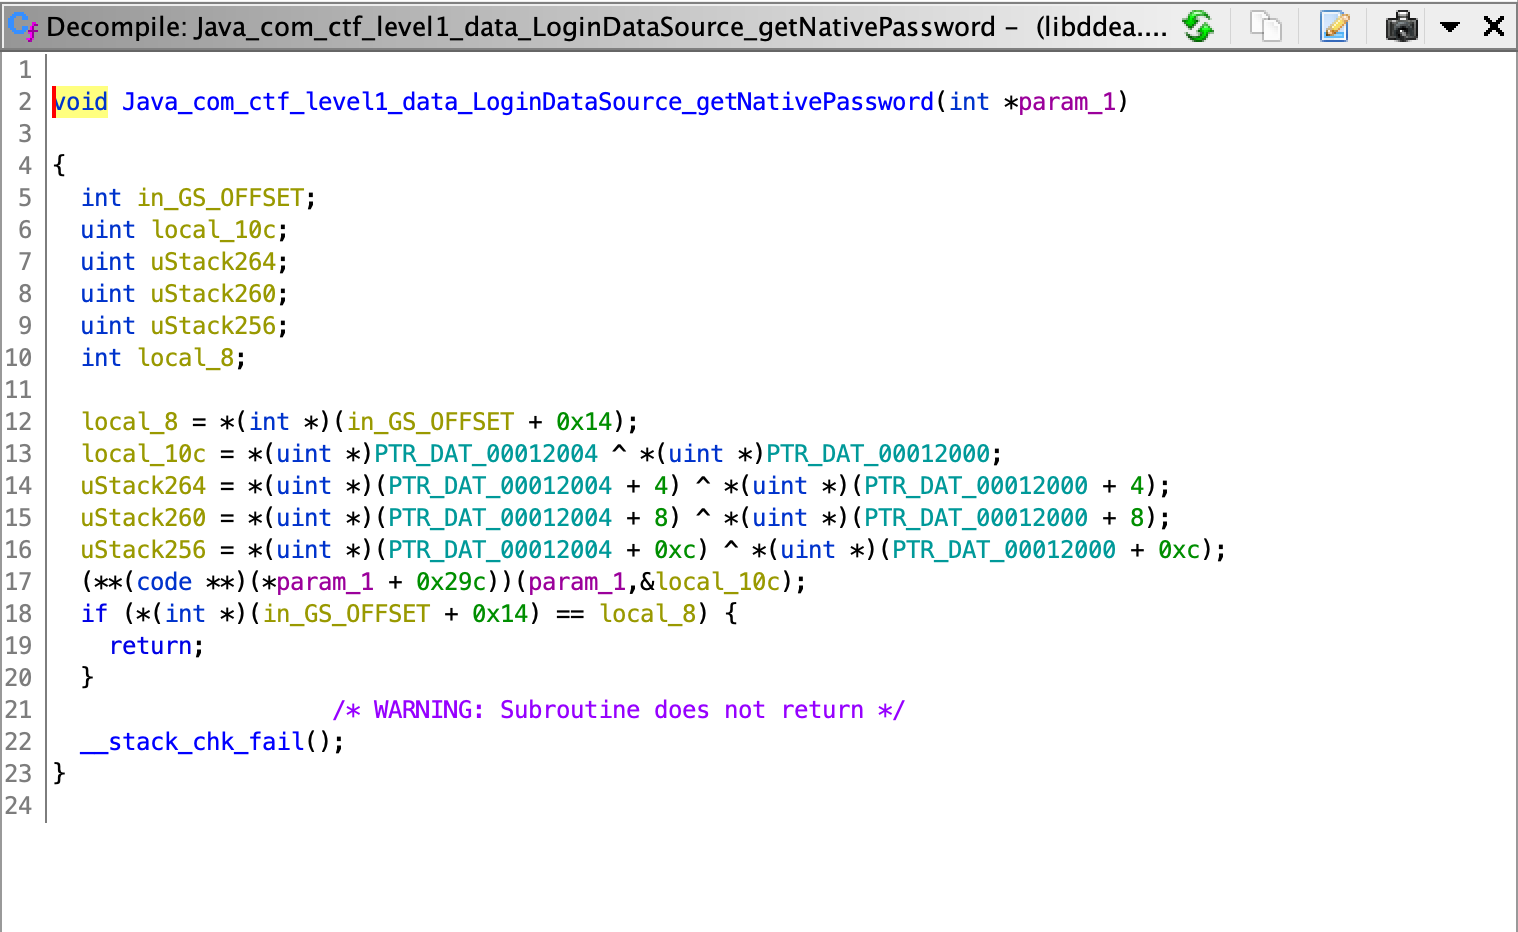 Decompile: Java_com_ctf_level1_data_LoginDataSource_getNativePassword – (libddea....
1
2 void Java_com_ctf_level1_data_LoginDataSource_getNativePassword(int *param_1)
3
4 {
5 int in_GS_OFFSET;
6 uint local_10c;
7 uint uStack264;
8 uint uStack260;
9 uint uStack256;
10 int local_8;
11
12 local_8 = *(int *)(in_GS_OFFSET + 0x14);
13 local_10c = *(uint *)PTR_DAT_00012004 ^ *(uint *)PTR_DAT_00012000;
14 uStack264 = *(uint *)(PTR_DAT_00012004 + 4) ^ *(uint *)(PTR_DAT_00012000 + 4);
15 uStack260 = *(uint *)(PTR_DAT_00012004 + 8) ^ *(uint *)(PTR_DAT_00012000 + 8);
16 uStack256 = *(uint *)(PTR_DAT_00012004 + 0xc) ^ *(uint *)(PTR_DAT_00012000 + 0xc);
17 (**(code **)(*param_1 + 0x29c))(param_1,&local_10c);
18 if (*(int *)(in_GS_OFFSET + 0x14) == local_8) {
19 return;
20 }
21 /* WARNING: Subroutine does not return */
22 __stack_chk_fail();
23 }
24